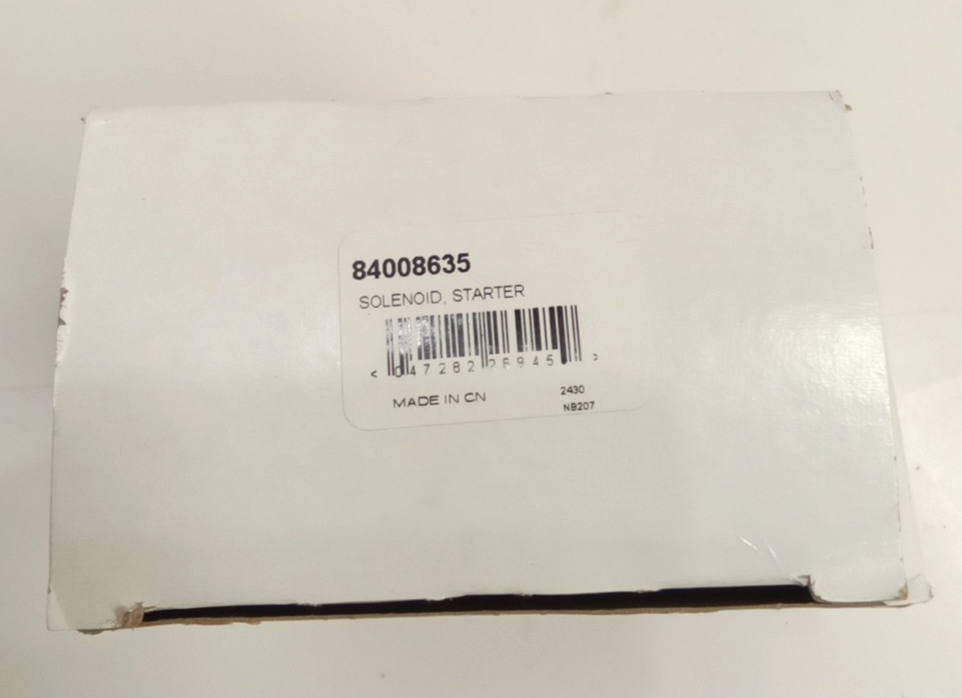 84008635
SOLENOID, STARTER
< 047282 26945 >
MADE IN CN
2430
NB207